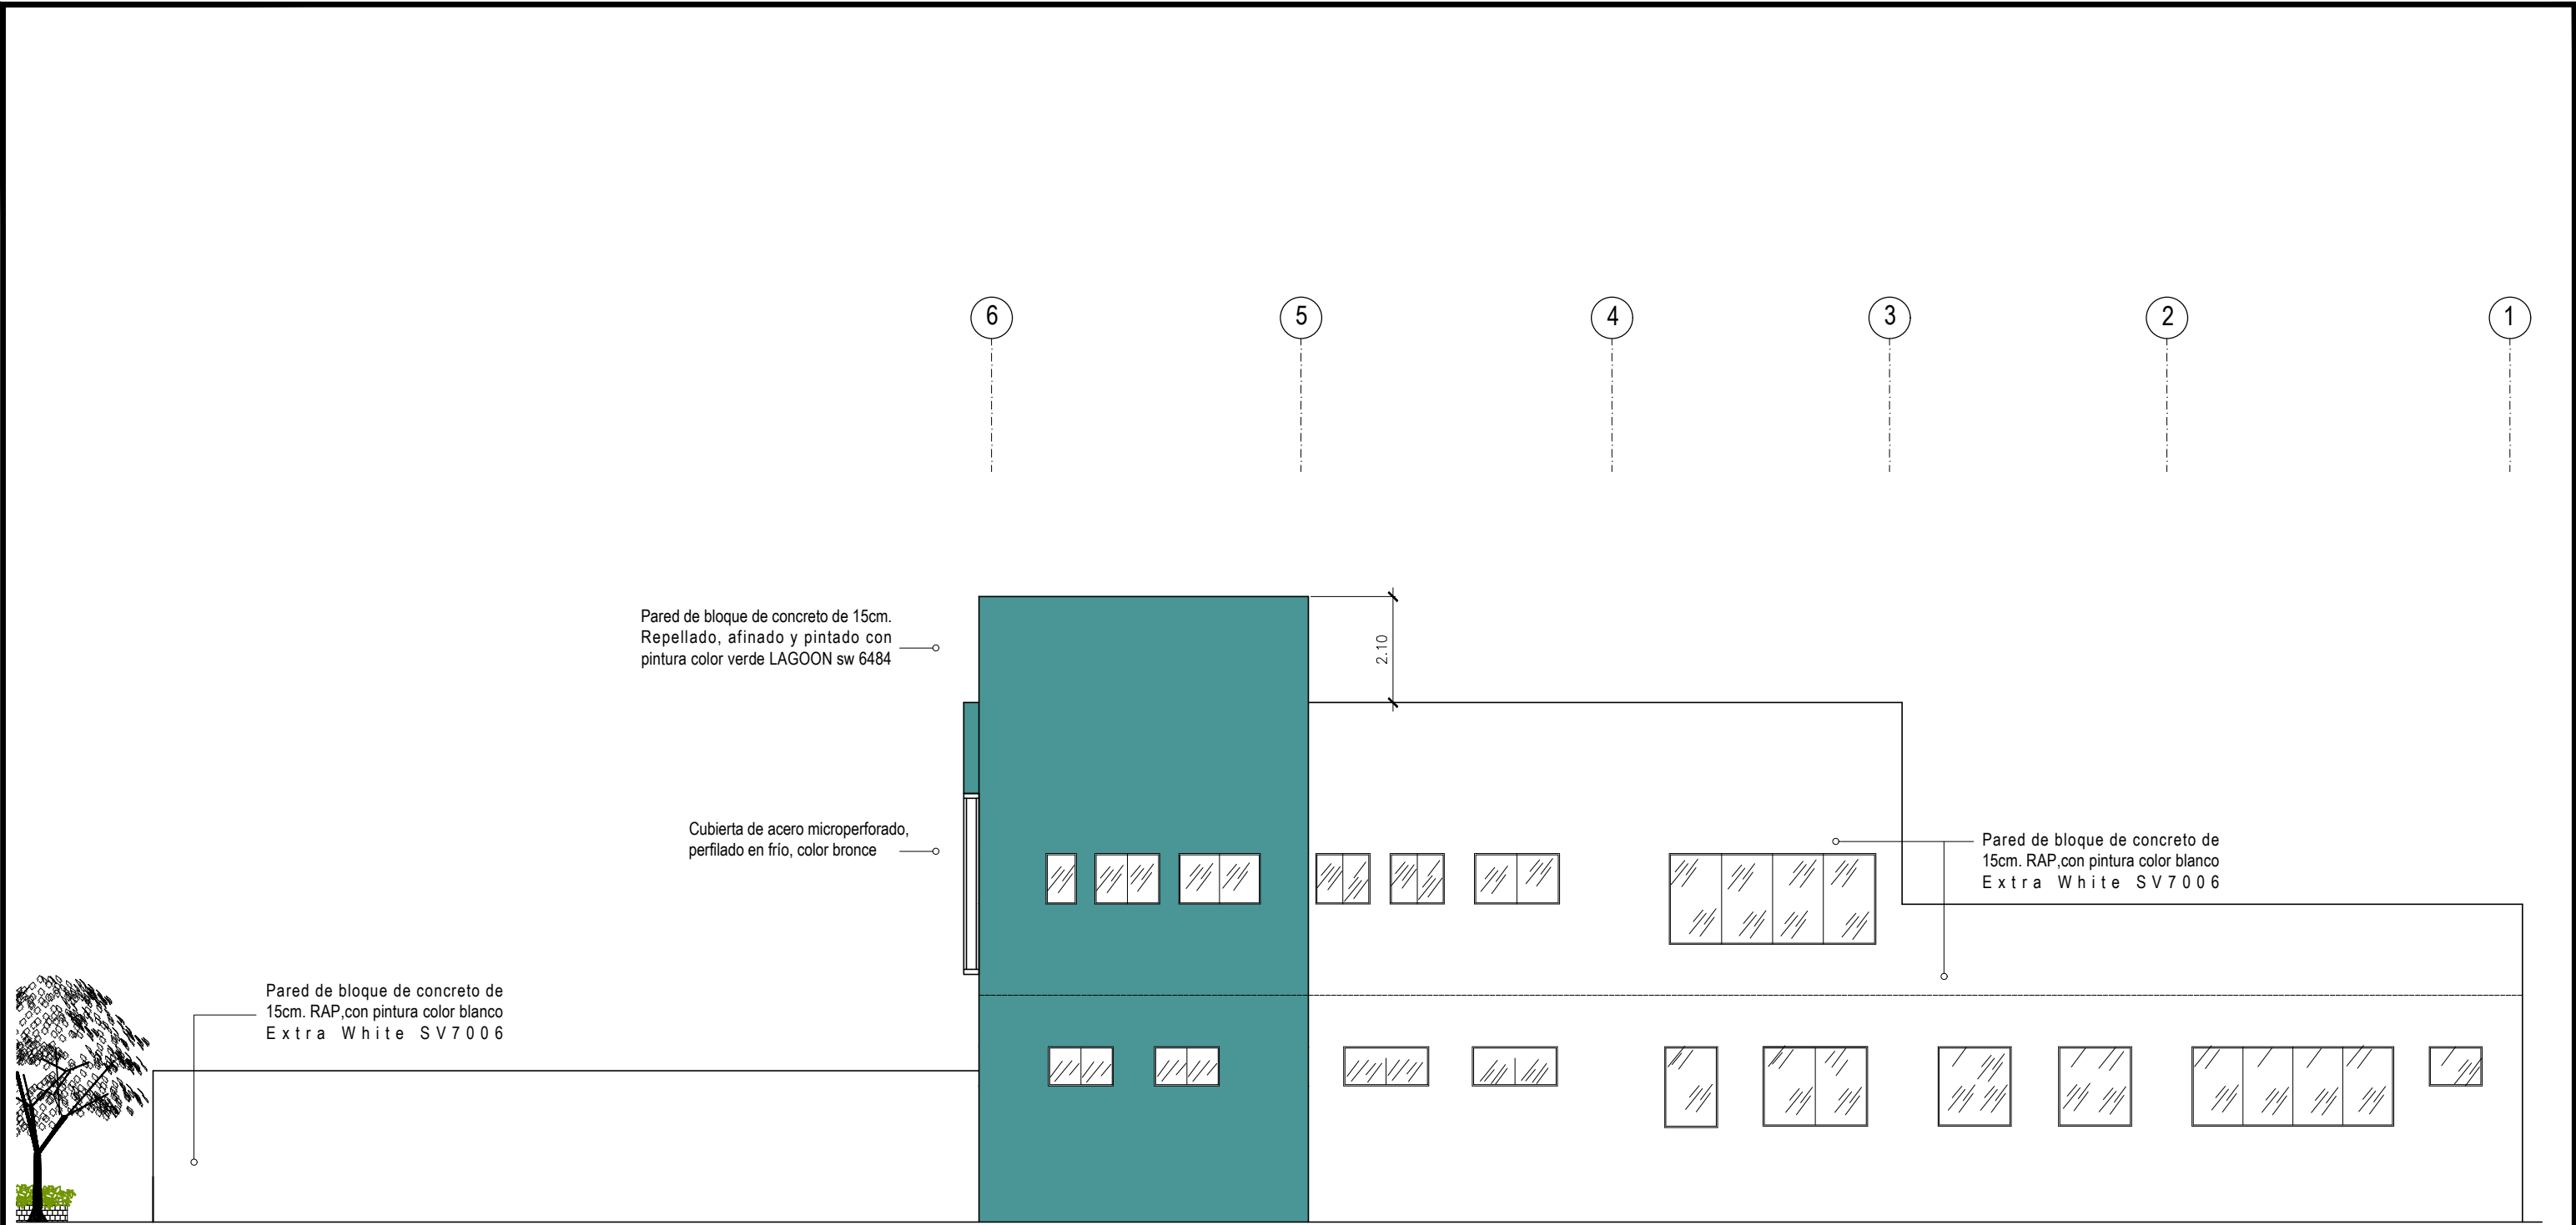 6
5
4
3
2
1
Pared de bloque de concreto de 15cm.
Repellado, afinado y pintado con
pintura color verde LAGOON sw 6484
2.10
Cubierta de acero microperforado,
perfilado en frío, color bronce
Pared de bloque de concreto de
15cm. RAP,con pintura color blanco
Extra White SV7006
Pared de bloque de concreto de
15cm. RAP,con pintura color blanco
Extra White SV7006